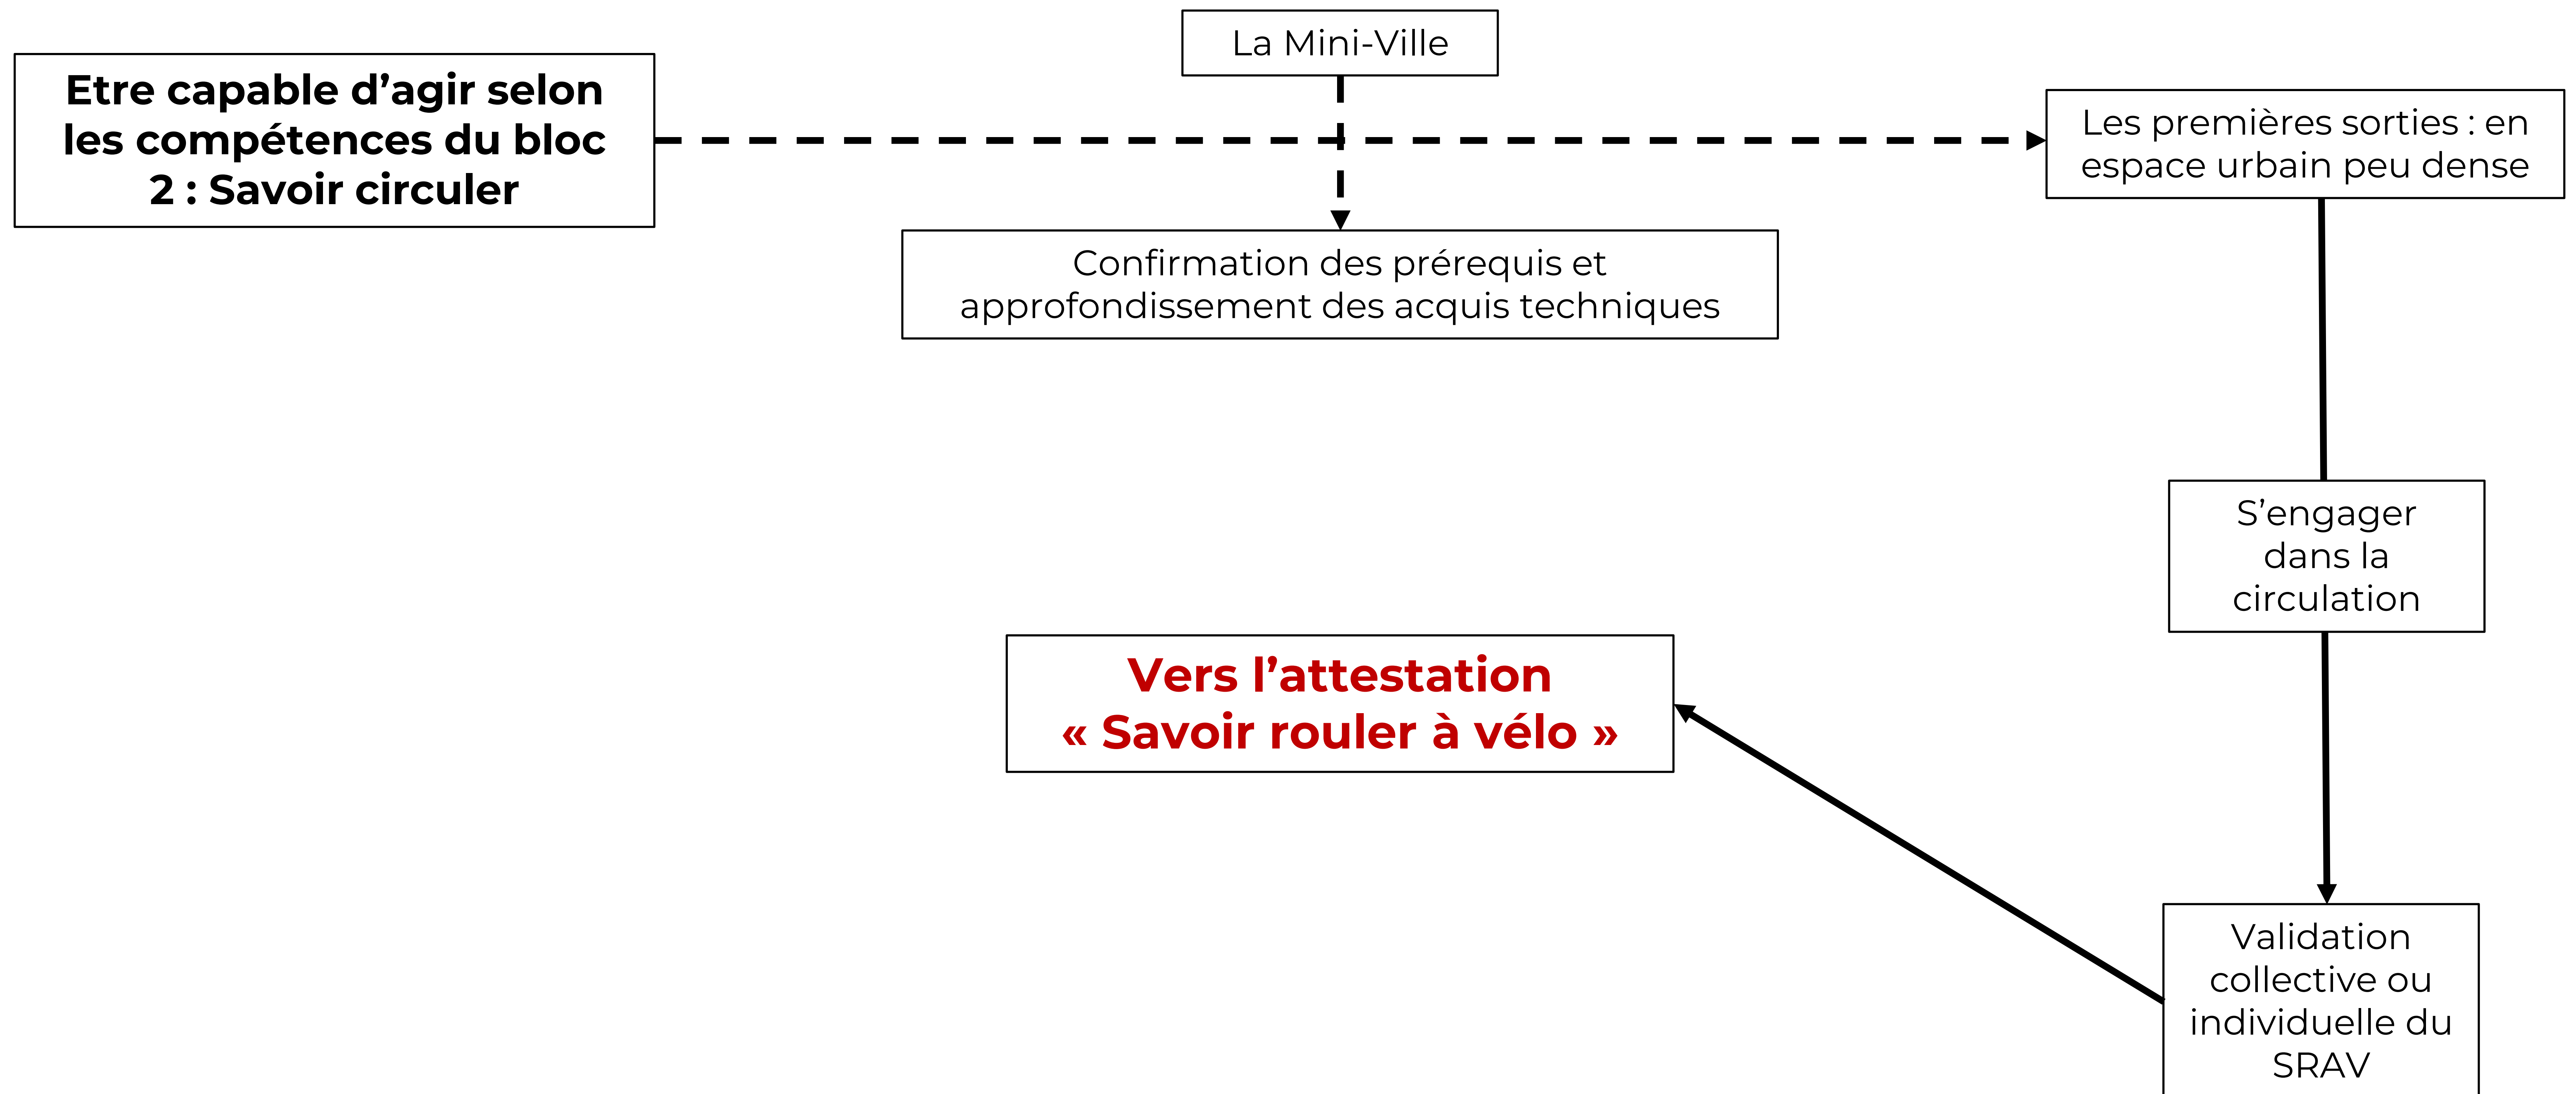 La Mini-Ville
Etre capable d’agir selon
les compétences du bloc
2 : Savoir circuler
Les premières sorties : en
espace urbain peu dense
Confirmation des prérequis et
approfondissement des acquis techniques
S’engager
dans la
circulation
Vers l’attestation
« Savoir rouler à vélo »
Validation
collective ou
individuelle du
SRAV